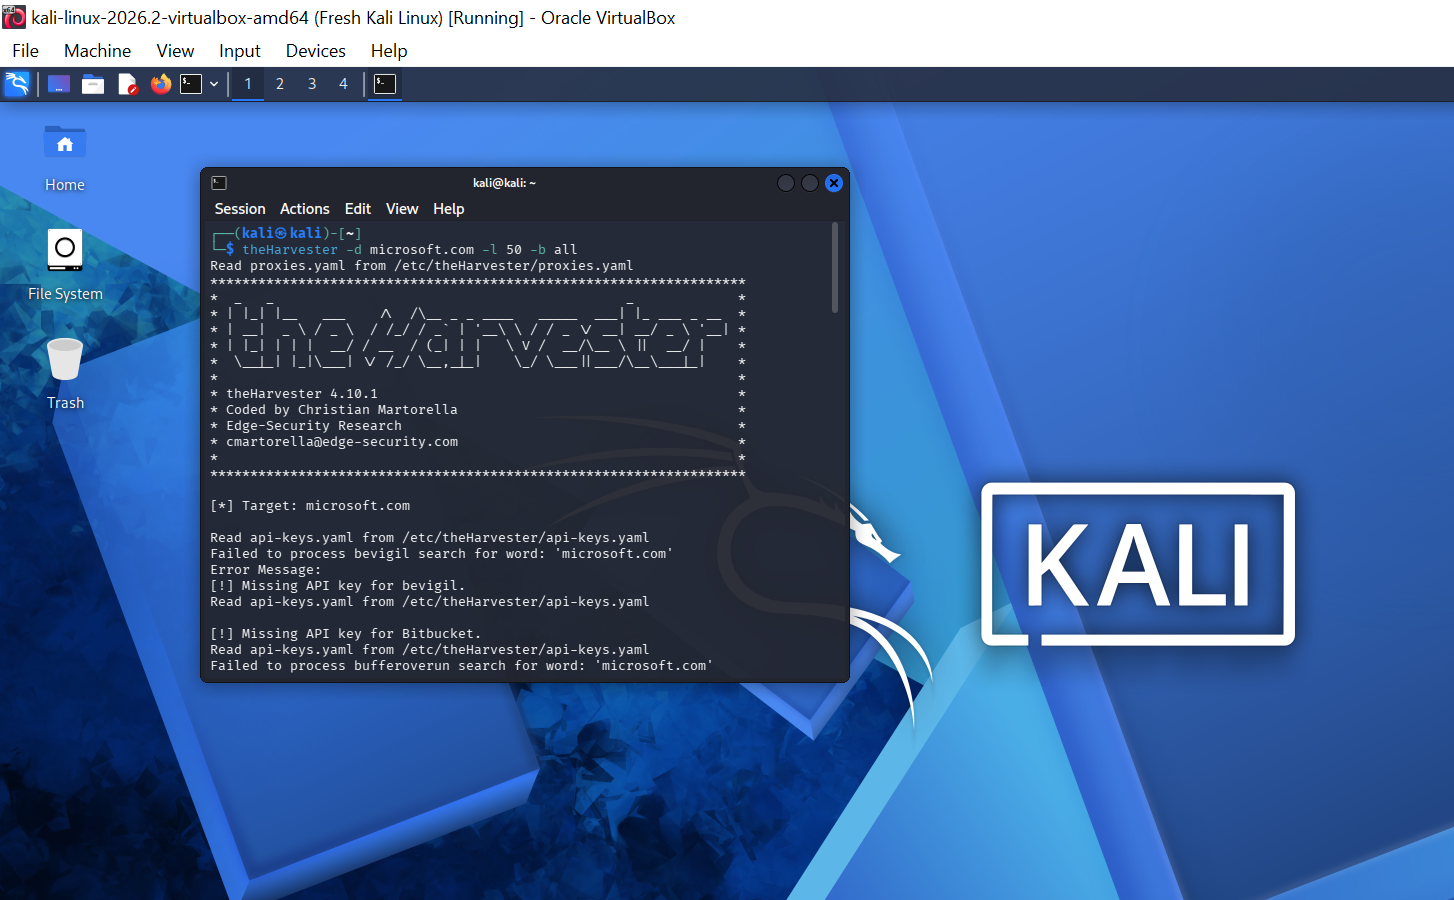 kali-linux-2026.2-virtualbox-amd64 (Fresh Kali Linux) [Running] - Oracle VirtualBox
File Machine View Input Devices Help
1 2 3 4
Home
File System
Trash
kali@kali: ~
Session Actions Edit View Help
┌──(kali㉿kali)-[~]
└─$ theHarvester -d microsoft.com -l 50 -b all
Read proxies.yaml from /etc/theHarvester/proxies.yaml
*******************************************************************
theHarvester
* theHarvester 4.10.1 *
* Coded by Christian Martorella *
* Edge-Security Research *
* cmartorella@edge-security.com *
* *
*******************************************************************
[*] Target: microsoft.com
Read api-keys.yaml from /etc/theHarvester/api-keys.yaml
Failed to process bevigil search for word: 'microsoft.com'
Error Message:
[!] Missing API key for bevigil.
Read api-keys.yaml from /etc/theHarvester/api-keys.yaml
[!] Missing API key for Bitbucket.
Read api-keys.yaml from /etc/theHarvester/api-keys.yaml
Failed to process bufferoverun search for word: 'microsoft.com'
KALI